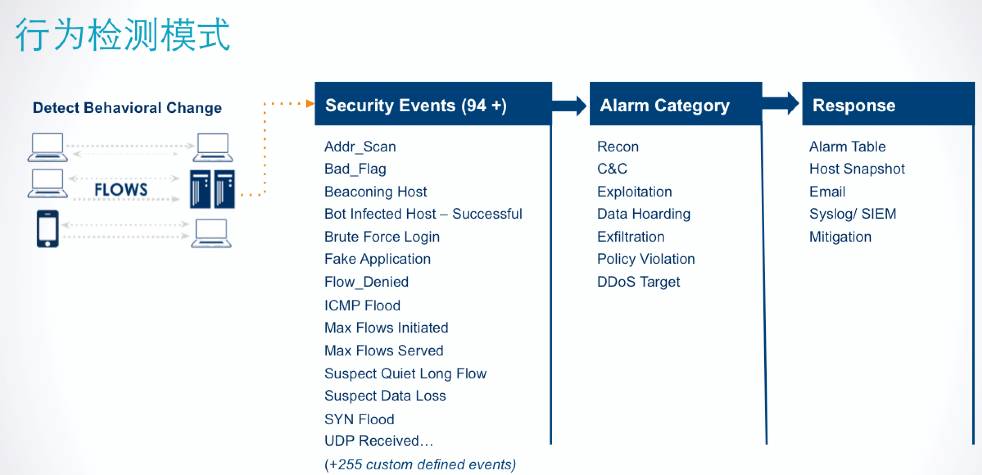 行为检测模式
Detect Behavioral Change
FLOWS
Security Events (94 +)
Addr_Scan
Bad_Flag
Beaconing Host
Bot Infected Host – Successful
Brute Force Login
Fake Application
Flow_Denied
ICMP Flood
Max Flows Initiated
Max Flows Served
Suspect Quiet Long Flow
Suspect Data Loss
SYN Flood
UDP Received…
(+255 custom defined events)
Alarm Category
Recon
C&C
Exploitation
Data Hoarding
Exfiltration
Policy Violation
DDoS Target
Response
Alarm Table
Host Snapshot
Email
Syslog/ SIEM
Mitigation